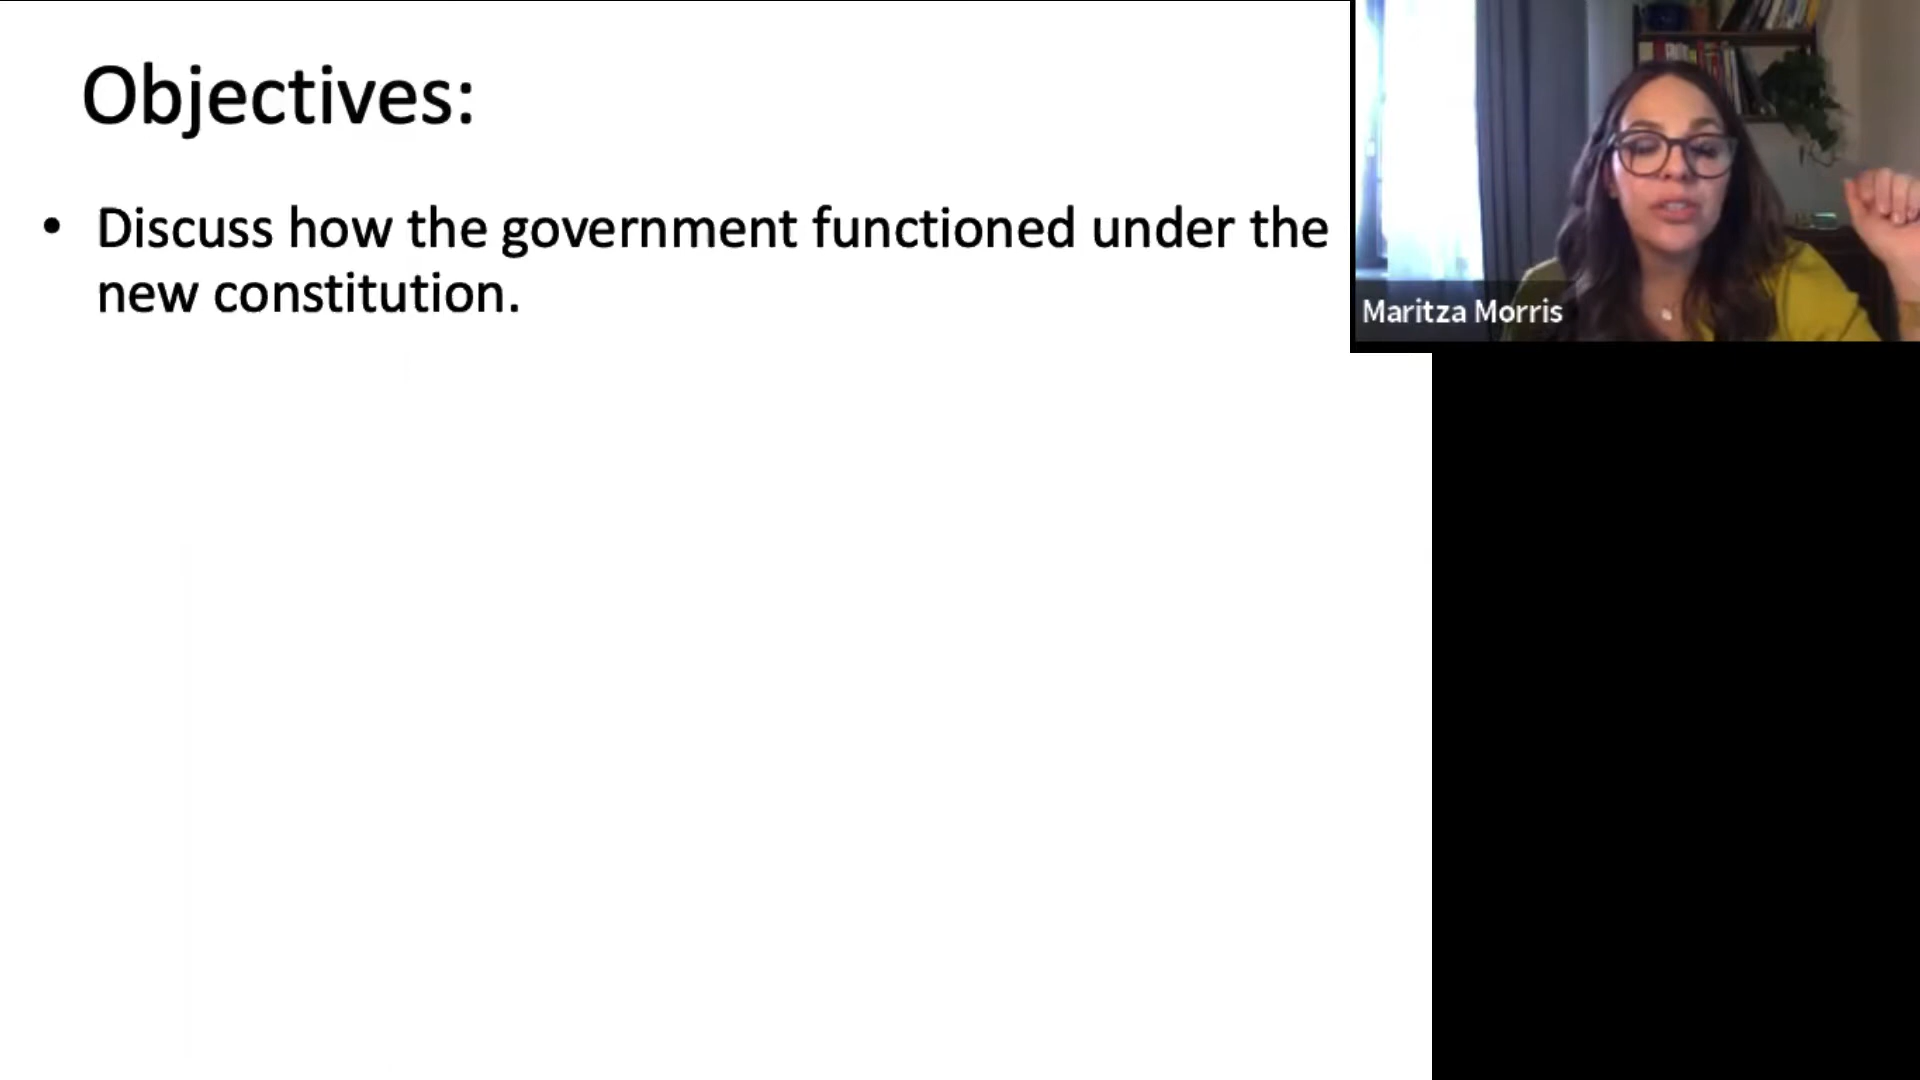 Objectives:
• Discuss how the government functioned under the
new constitution.
Maritza Morris